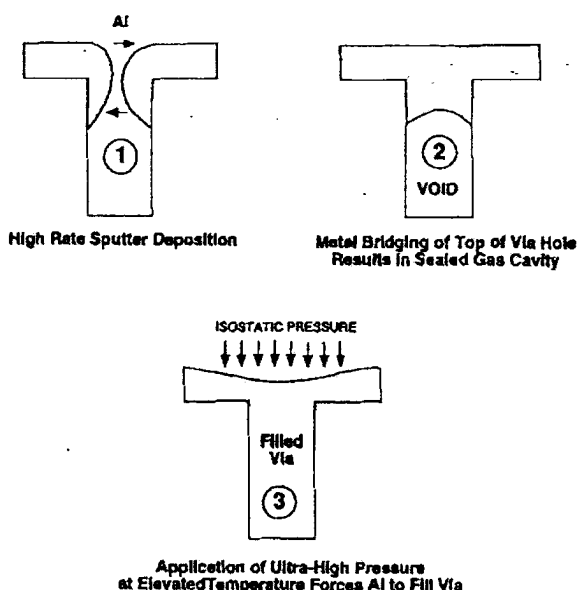 Al
1
High Rate Sputter Deposition
2
VOID
Metal Bridging of Top of Via Hole
Results in Sealed Gas Cavity
ISOSTATIC PRESSURE
Filled
Via
3
Application of Ultra-High Pressure
at ElevatedTemperature Forces Al to Fill Via